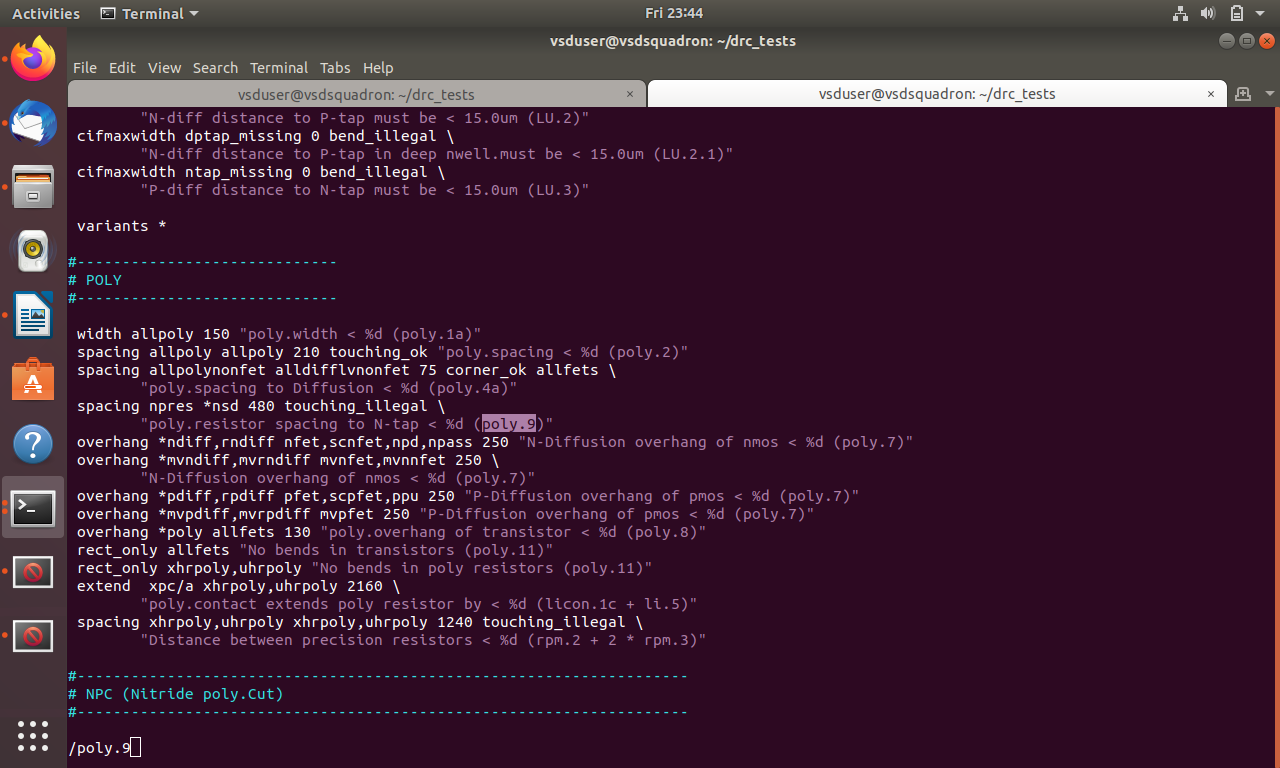 Activities Terminal Fri 23:44
vsduser@vsdsquadron: ~/drc_tests
File Edit View Search Terminal Tabs Help
vsduser@vsdsquadron: ~/drc_tests × vsduser@vsdsquadron: ~/drc_tests ×
"N-diff distance to P-tap must be < 15.0um (LU.2)"
cifmaxwidth dptap_missing 0 bend_illegal \
"N-diff distance to P-tap in deep nwell.must be < 15.0um (LU.2.1)"
cifmaxwidth ntap_missing 0 bend_illegal \
"P-diff distance to N-tap must be < 15.0um (LU.3)"
variants *
#-----------------------------
# POLY
#-----------------------------
width allpoly 150 "poly.width < %d (poly.1a)"
spacing allpoly allpoly 210 touching_ok "poly.spacing < %d (poly.2)"
spacing allpolynonfet alldifflvnonfet 75 corner_ok allfets \
"poly.spacing to Diffusion < %d (poly.4a)"
spacing npres *nsd 480 touching_illegal \
"poly.resistor spacing to N-tap < %d (poly.9)"
overhang *ndiff,rndiff nfet,scnfet,npd,npass 250 "N-Diffusion overhang of nmos < %d (poly.7)"
overhang *mvndiff,mvrndiff mvnfet,mvnnfet 250 \
"N-Diffusion overhang of nmos < %d (poly.7)"
overhang *pdiff,rpdiff pfet,scpfet,ppu 250 "P-Diffusion overhang of pmos < %d (poly.7)"
overhang *mvpdiff,mvrpdiff mvpfet 250 "P-Diffusion overhang of pmos < %d (poly.7)"
overhang *poly allfets 130 "poly.overhang of transistor < %d (poly.8)"
rect_only allfets "No bends in transistors (poly.11)"
rect_only xhrpoly,uhrpoly "No bends in poly resistors (poly.11)"
extend  xpc/a xhrpoly,uhrpoly 2160 \
"poly.contact extends poly resistor by < %d (licon.1c + li.5)"
spacing xhrpoly,uhrpoly xhrpoly,uhrpoly 1240 touching_illegal \
"Distance between precision resistors < %d (rpm.2 + 2 * rpm.3)"
#--------------------------------------------------------------------
# NPC (Nitride poly.Cut)
#--------------------------------------------------------------------
/poly.9